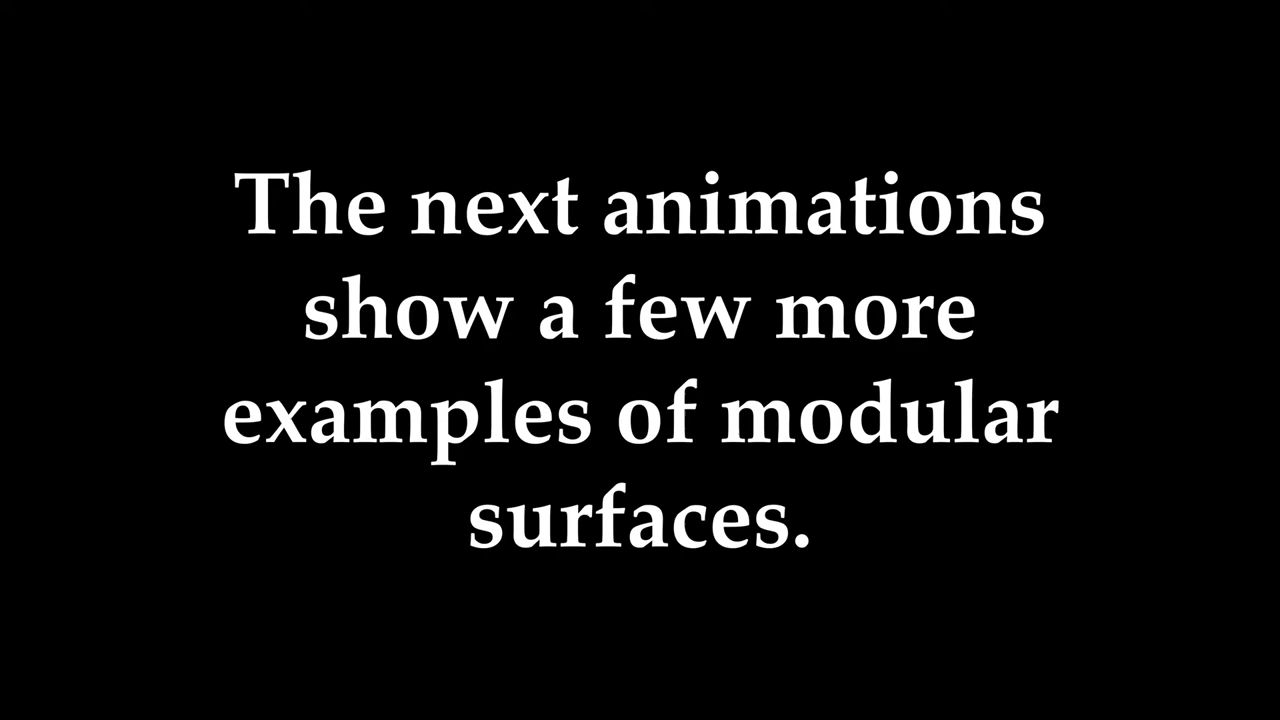 The next animations
show a few more
examples of modular
surfaces.